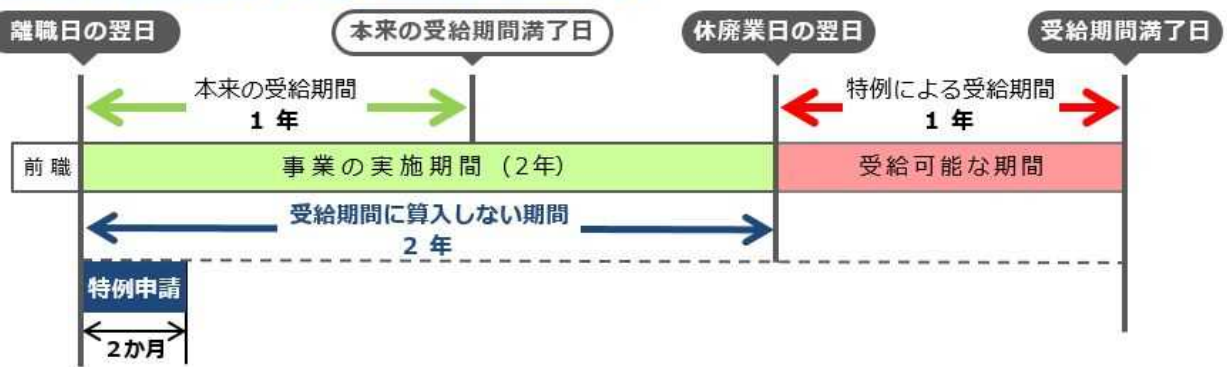 離職日の翌日
本来の受給期間満了日
休廃業日の翌日
受給期間満了日
本来の受給期間
1 年
特例による受給期間
1 年
前職
事業の実施期間 (2年)
受給可能な期間
受給期間に算入しない期間
2 年
特例申請
2か月